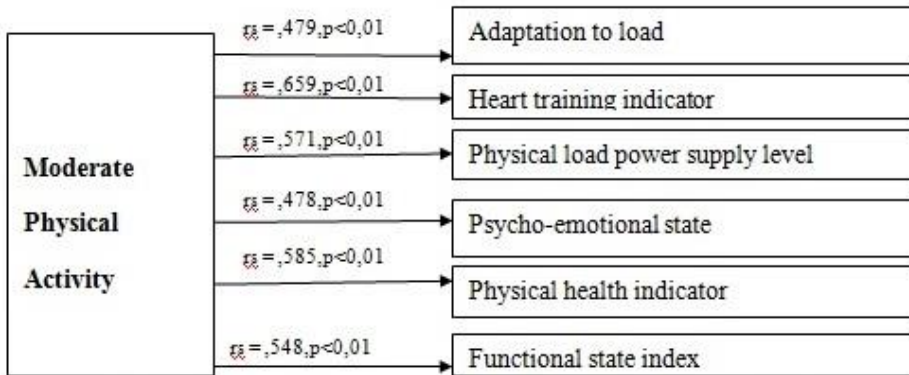 rs = ,479,p<0,01
Adaptation to load
rs = ,659,p<0,01
Heart training indicator
rs = ,571,p<0,01
Physical load power supply level
Moderate
Physical
Activity
rs = ,478,p<0,01
Psycho-emotional state
rs = ,585,p<0,01
Physical health indicator
rs = ,548,p<0,01
Functional state index